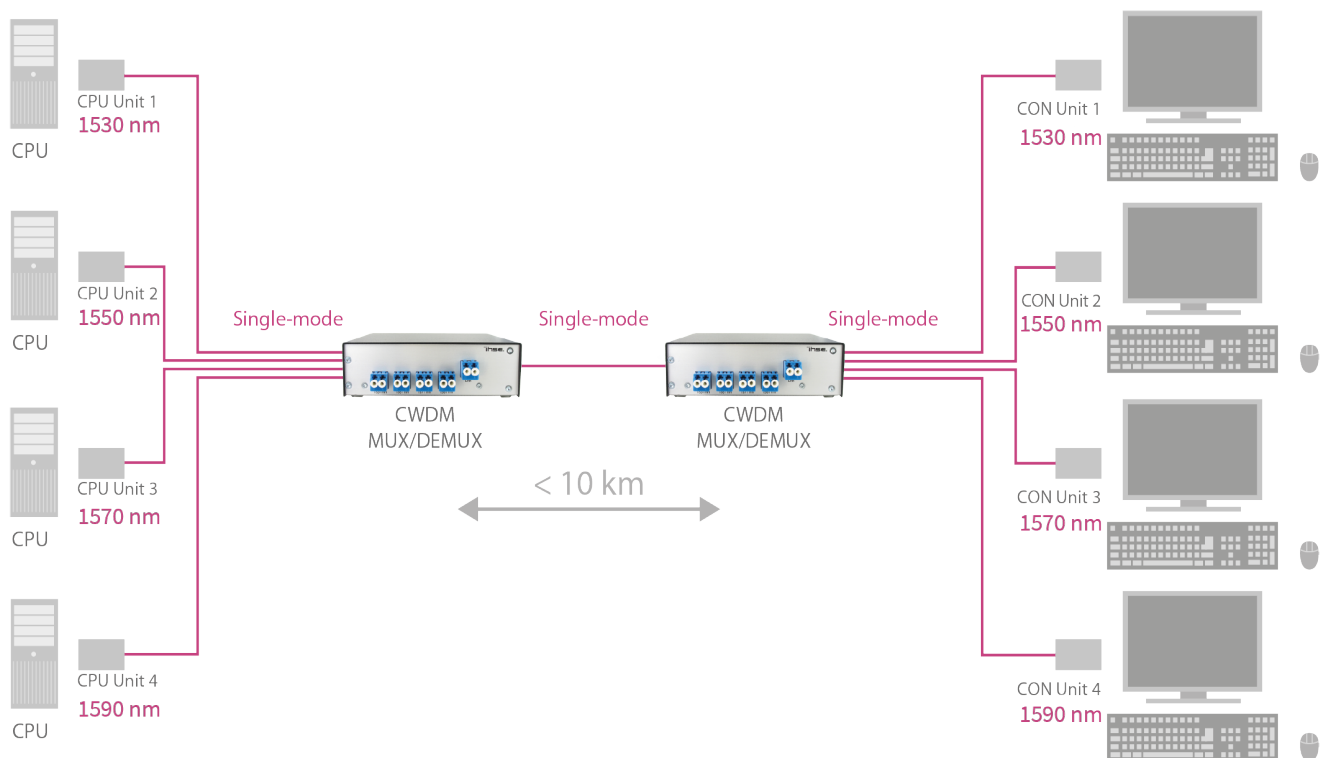 CPU Unit 1
1530 nm
CPU
CON Unit 1
1530 nm
CPU Unit 2
1550 nm
CPU
CON Unit 2
1550 nm
Single-mode
Single-mode
Single-mode
ihse.
ihse.
CWDM
MUX/DEMUX
CWDM
MUX/DEMUX
< 10 km
CPU Unit 3
1570 nm
CPU
CON Unit 3
1570 nm
CPU Unit 4
1590 nm
CPU
CON Unit 4
1590 nm